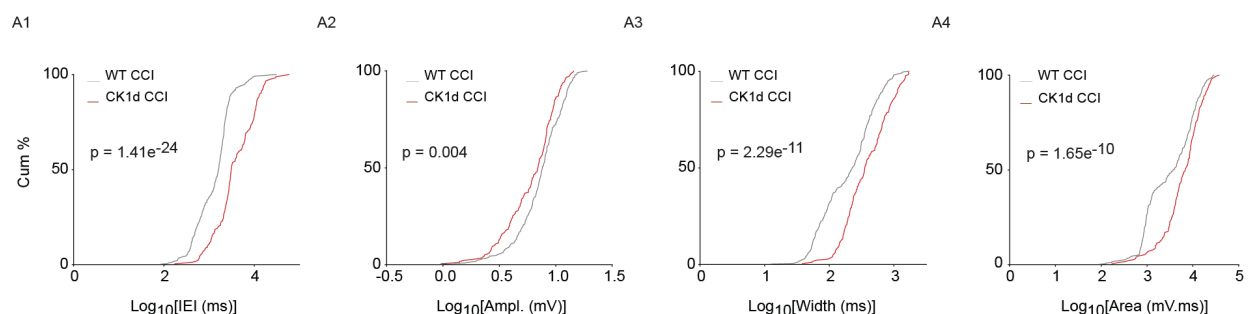 A1
A2
A3
A4
100
WT CCI
CK1d CCI
p = 1.41e-24
50
Cum %
0
0
2
4
Log10[IEI (ms)]
100
WT CCI
CK1d CCI
p = 0.004
50
0
-0.5
0.0
0.5
1.0
1.5
Log10[Ampl. (mV)]
100
WT CCI
CK1d CCI
p = 2.29e-11
50
0
0
1
2
3
Log10[Width (ms)]
100
WT CCI
CK1d CCI
p = 1.65e-10
50
0
0
1
2
3
4
5
Log10[Area (mV.ms)]